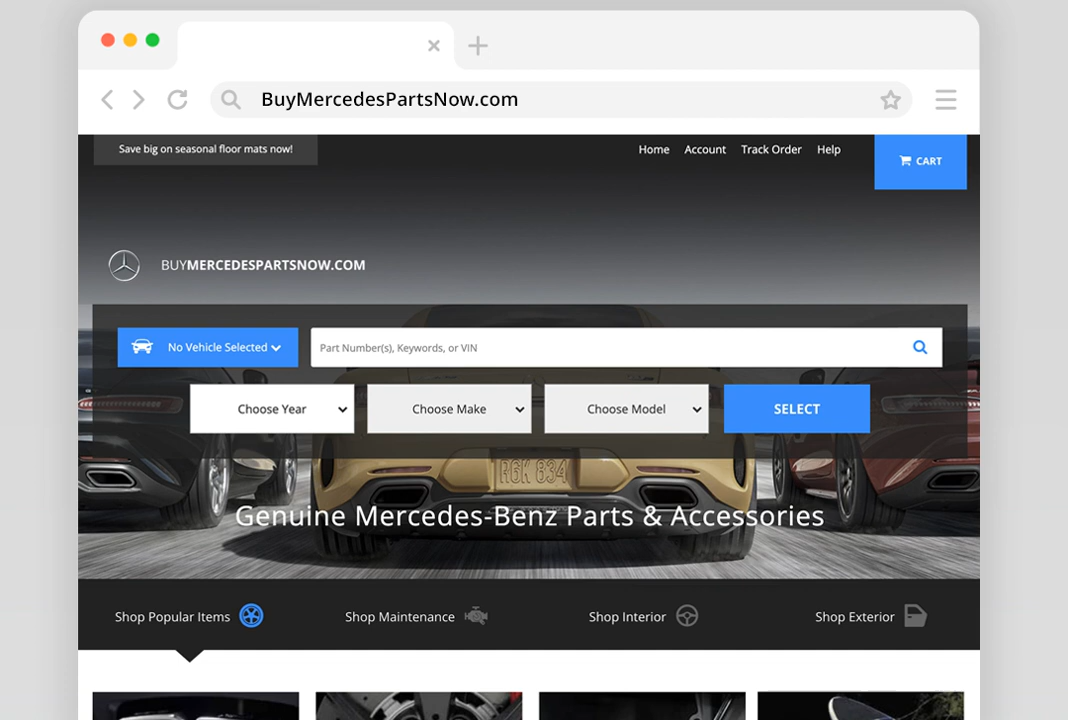 BuyMercedesPartsNow.com
Save big on seasonal floor mats now!
Home Account Track Order Help
CART
BUYMERCEDESPARTSNOW.COM
No Vehicle Selected
Part Number(s), Keywords, or VIN
Choose Year
Choose Make
Choose Model
SELECT
RGK 834
Genuine Mercedes-Benz Parts & Accessories
Shop Popular Items
Shop Maintenance
Shop Interior
Shop Exterior